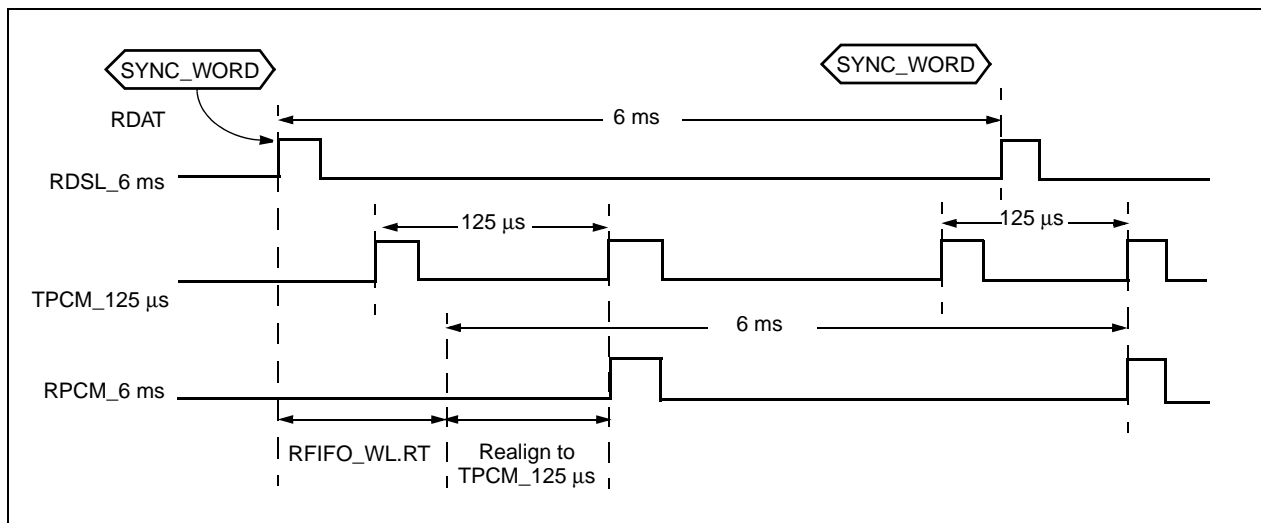 SYNC_WORD
SYNC_WORD
RDAT
6 ms
RDSL_6 ms
125 μs
125 μs
TPCM_125 μs
6 ms
RPCM_6 ms
RFIFO_WL.RT
Realign to
TPCM_125 μs